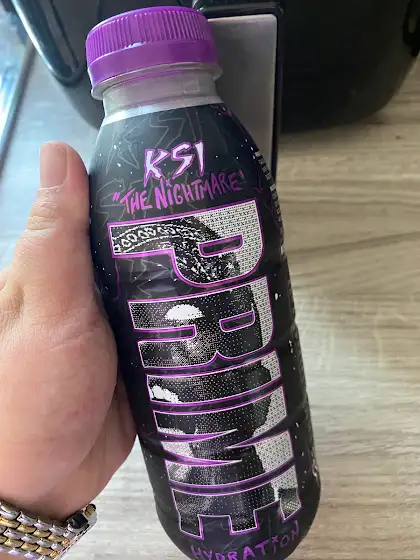 KSI
"THE NIGHTMARE"
PRIME
HYDRATION